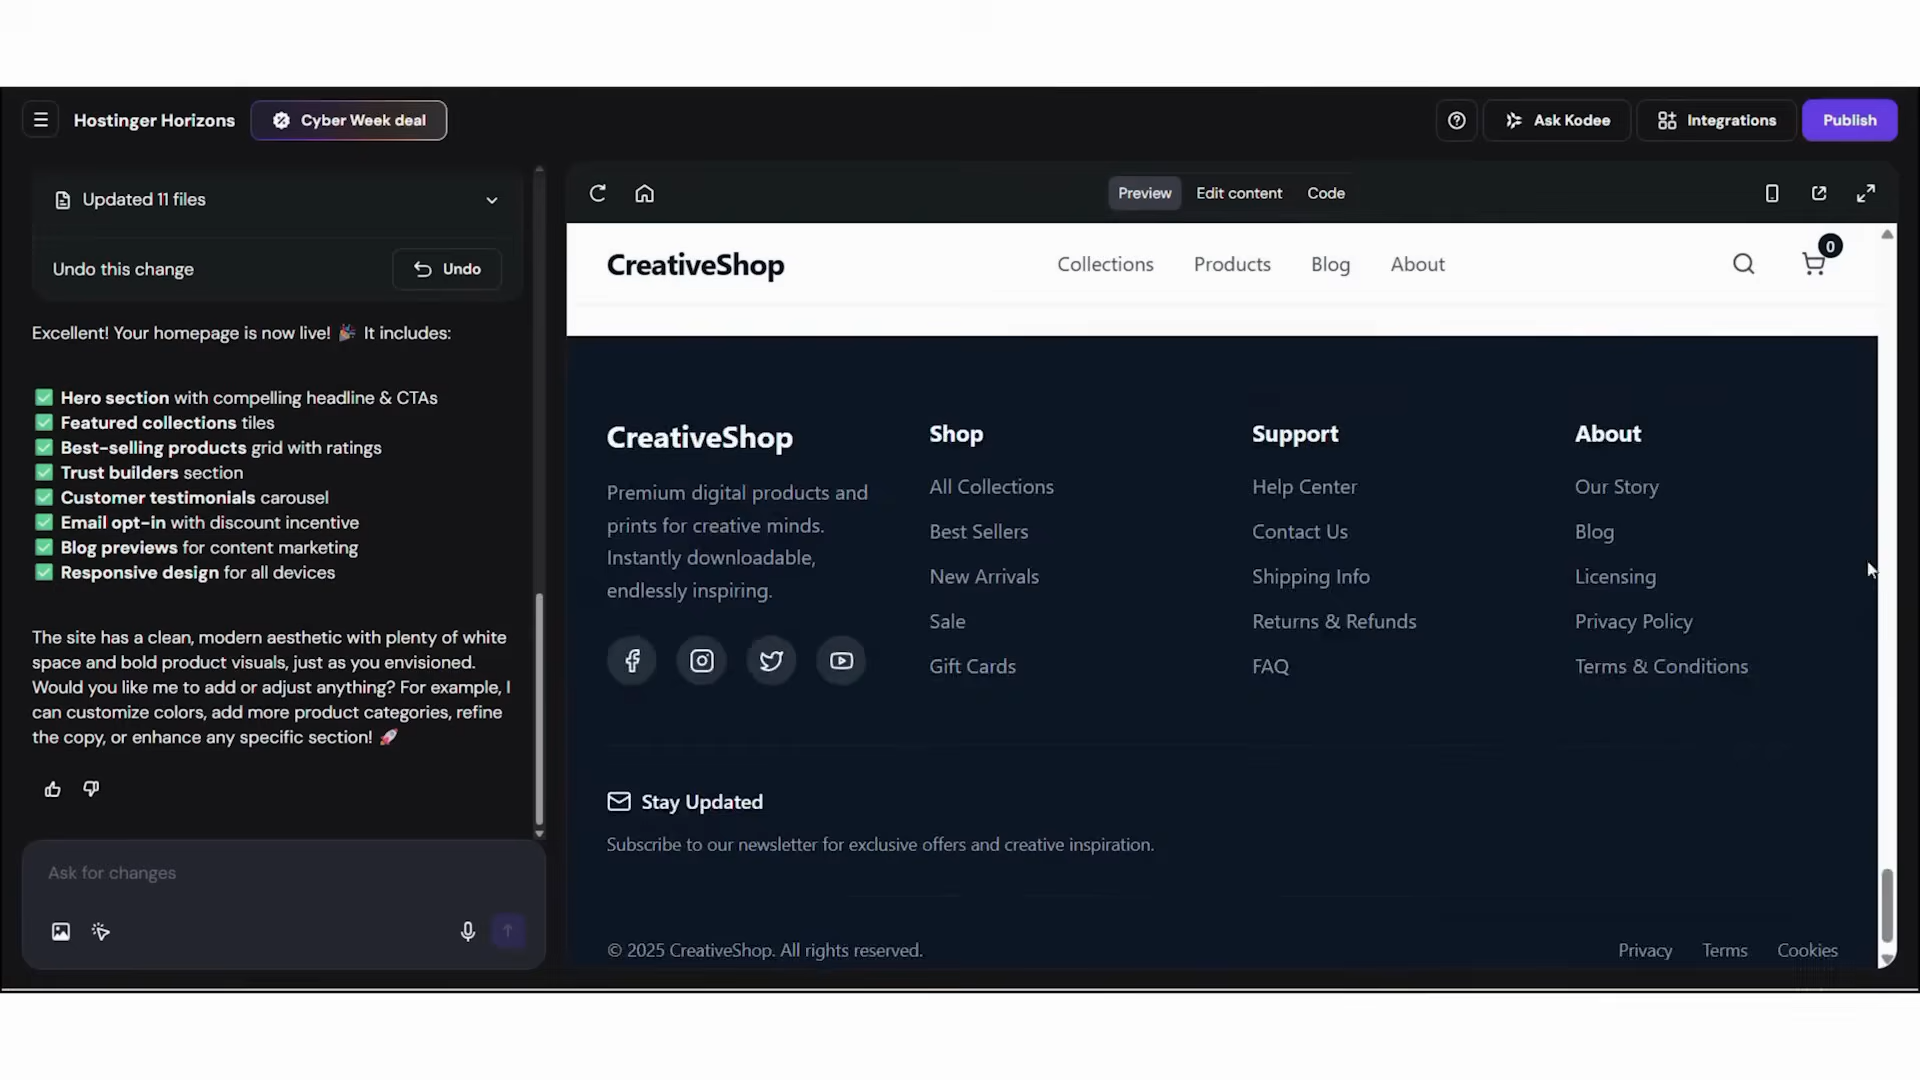 Hostinger Horizons
Cyber Week deal
Ask Kodee
Integrations
Publish
Updated 11 files
Undo this change
Undo
Excellent! Your homepage is now live! 🎉 It includes:
✅ Hero section with compelling headline & CTAs
✅ Featured collections tiles
✅ Best-selling products grid with ratings
✅ Trust builders section
✅ Customer testimonials carousel
✅ Email opt-in with discount incentive
✅ Blog previews for content marketing
✅ Responsive design for all devices
The site has a clean, modern aesthetic with plenty of white
space and bold product visuals, just as you envisioned.
Would you like me to add or adjust anything? For example, I
can customize colors, add more product categories, refine
the copy, or enhance any specific section! 🚀
Ask for changes
Preview
Edit content
Code
CreativeShop
Collections
Products
Blog
About
0
CreativeShop
Premium digital products and
prints for creative minds.
Instantly downloadable,
endlessly inspiring.
Shop
All Collections
Best Sellers
New Arrivals
Sale
Gift Cards
Support
Help Center
Contact Us
Shipping Info
Returns & Refunds
FAQ
About
Our Story
Blog
Licensing
Privacy Policy
Terms & Conditions
Stay Updated
Subscribe to our newsletter for exclusive offers and creative inspiration.
© 2025 CreativeShop. All rights reserved.
Privacy
Terms
Cookies